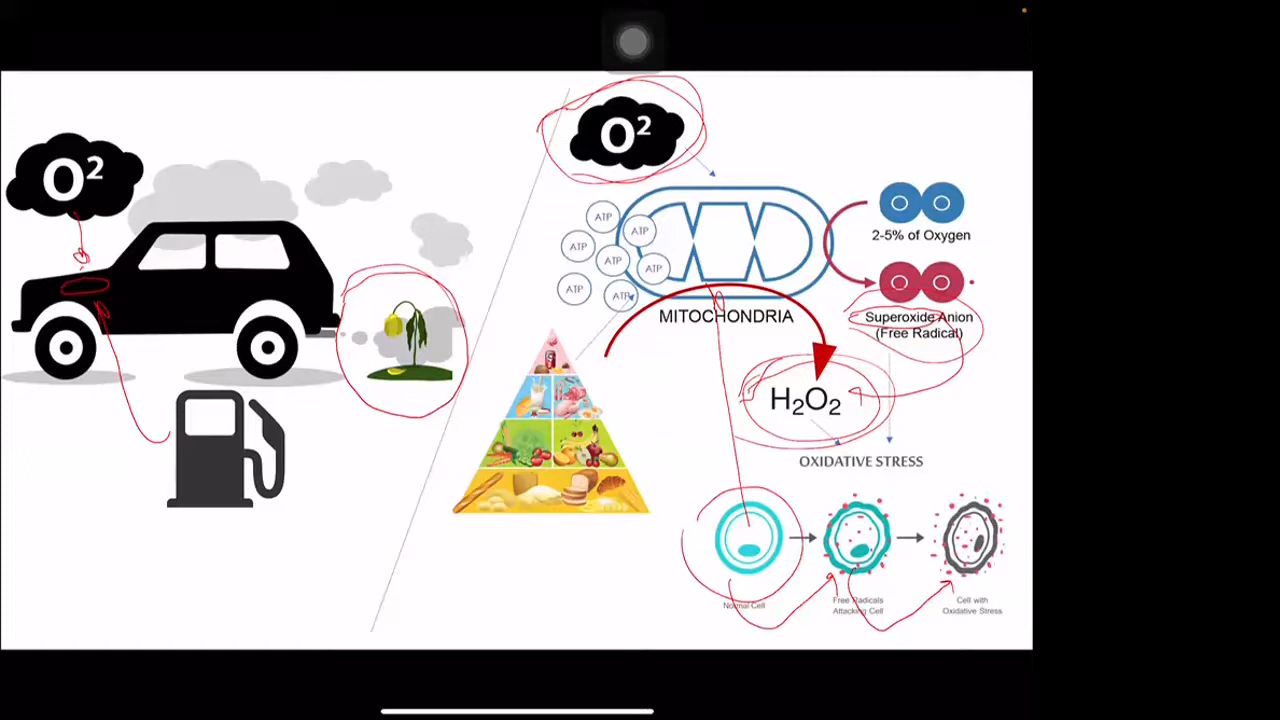 O²
O²
ATP
ATP
ATP
ATP
ATP
ATP
ATP
2-5% of Oxygen
MITOCHONDRIA
Superoxide Anion
(Free Radical)
H₂O₂
OXIDATIVE STRESS
Normal Cell
Free Radicals
Attacking Cell
Cell with
Oxidative Stress